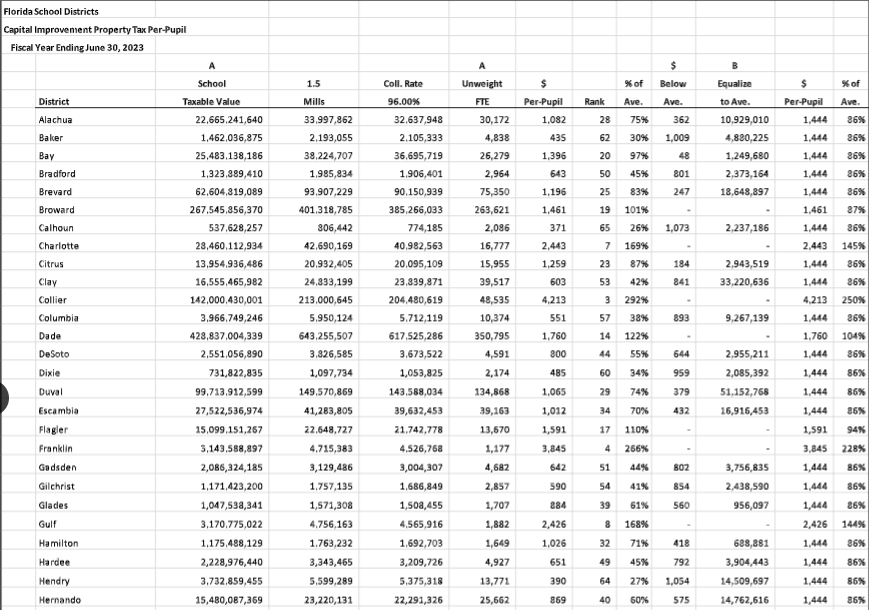 Florida School Districts
Capital Improvement Property Tax Per-Pupil
Fiscal Year Ending June 30, 2023
A A $ B
School 1.5 Coll. Rate Unweight $ % of Below Equalize $ % of
District Taxable Value Mills 96.00% FTE Per-Pupil Rank Ave. Ave. to Ave. Per-Pupil Ave.
Alachua 22,665,241,640 33,997,862 32,637,948 30,172 1,082 28 75% 362 10,929,010 1,444 86%
Baker 1,462,036,875 2,193,055 2,105,333 4,838 435 62 30% 1,009 4,880,225 1,444 86%
Bay 25,483,138,186 38,224,707 36,695,719 26,279 1,396 20 97% 48 1,249,680 1,444 86%
Bradford 1,323,889,410 1,985,834 1,906,401 2,964 643 50 45% 801 2,373,164 1,444 86%
Brevard 62,604,819,089 93,907,229 90,150,939 75,350 1,196 25 83% 247 18,648,897 1,444 86%
Broward 267,545,856,370 401,318,785 385,266,033 263,621 1,461 19 101% - - 1,461 87%
Calhoun 537,628,257 806,442 774,185 2,086 371 65 26% 1,073 2,237,186 1,444 86%
Charlotte 28,460,112,934 42,690,169 40,982,563 16,777 2,443 7 169% - - 2,443 145%
Citrus 13,954,936,486 20,932,405 20,095,109 15,955 1,259 23 87% 184 2,943,519 1,444 86%
Clay 16,555,465,982 24,833,199 23,839,871 39,517 603 53 42% 841 33,220,636 1,444 86%
Collier 142,000,430,001 213,000,645 204,480,619 48,535 4,213 3 292% - - 4,213 250%
Columbia 3,966,749,246 5,950,124 5,712,119 10,374 551 57 38% 893 9,267,139 1,444 86%
Dade 428,837,004,339 643,255,507 617,525,286 350,795 1,760 14 122% - - 1,760 104%
DeSoto 2,551,056,890 3,826,585 3,673,522 4,591 800 44 55% 644 2,955,211 1,444 86%
Dixie 731,822,835 1,097,734 1,053,825 2,174 485 60 34% 959 2,085,392 1,444 86%
Duval 99,713,912,599 149,570,869 143,588,034 134,868 1,065 29 74% 379 51,152,768 1,444 86%
Escambia 27,522,536,974 41,283,805 39,632,453 39,163 1,012 34 70% 432 16,916,453 1,444 86%
Flagler 15,099,151,267 22,648,727 21,742,778 13,670 1,591 17 110% - - 1,591 94%
Franklin 3,143,588,897 4,715,383 4,526,768 1,177 3,845 4 266% - - 3,845 228%
Gadsden 2,086,324,185 3,129,486 3,004,307 4,682 642 51 44% 802 3,756,835 1,444 86%
Gilchrist 1,171,423,200 1,757,135 1,686,849 2,857 590 54 41% 854 2,438,590 1,444 86%
Glades 1,047,538,341 1,571,308 1,508,455 1,707 884 39 61% 560 956,097 1,444 86%
Gulf 3,170,775,022 4,756,163 4,565,916 1,882 2,426 8 168% - - 2,426 144%
Hamilton 1,175,488,129 1,763,232 1,692,703 1,649 1,026 32 71% 418 688,881 1,444 86%
Hardee 2,228,976,440 3,343,465 3,209,726 4,927 651 49 45% 792 3,904,443 1,444 86%
Hendry 3,732,859,455 5,599,289 5,375,318 13,771 390 64 27% 1,054 14,509,697 1,444 86%
Hernando 15,480,087,369 23,220,131 22,291,326 25,662 869 40 60% 575 14,762,616 1,444 86%